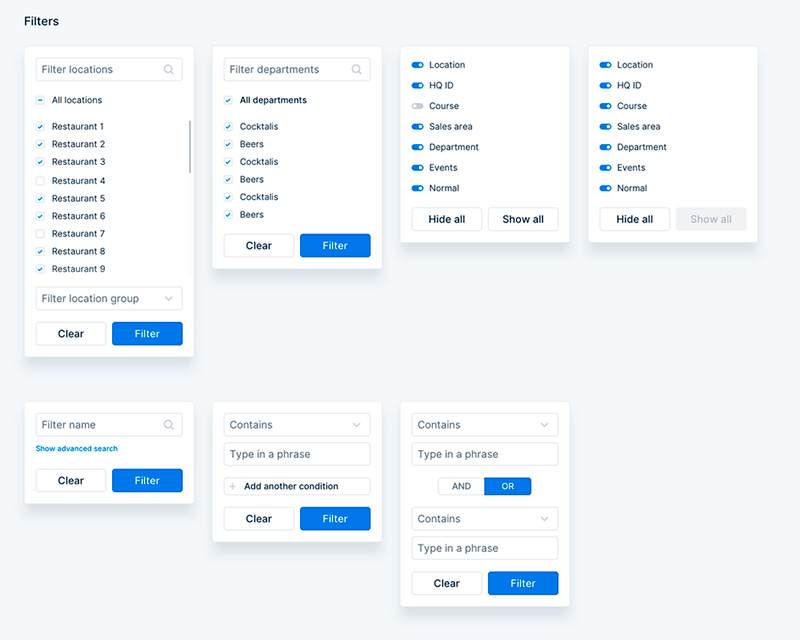 Filters
Filter locations
All locations
Restaurant 1
Restaurant 2
Restaurant 3
Restaurant 4
Restaurant 5
Restaurant 6
Restaurant 7
Restaurant 8
Restaurant 9
Filter location group
Clear
Filter
Filter departments
All departments
Cocktalis
Beers
Cocktalis
Beers
Cocktalis
Beers
Clear
Filter
Location
HQ ID
Course
Sales area
Department
Events
Normal
Hide all
Show all
Location
HQ ID
Course
Sales area
Department
Events
Normal
Hide all
Show all
Filter name
Show advanced search
Clear
Filter
Contains
Type in a phrase
Add another condition
Clear
Filter
Contains
Type in a phrase
AND
OR
Contains
Type in a phrase
Clear
Filter